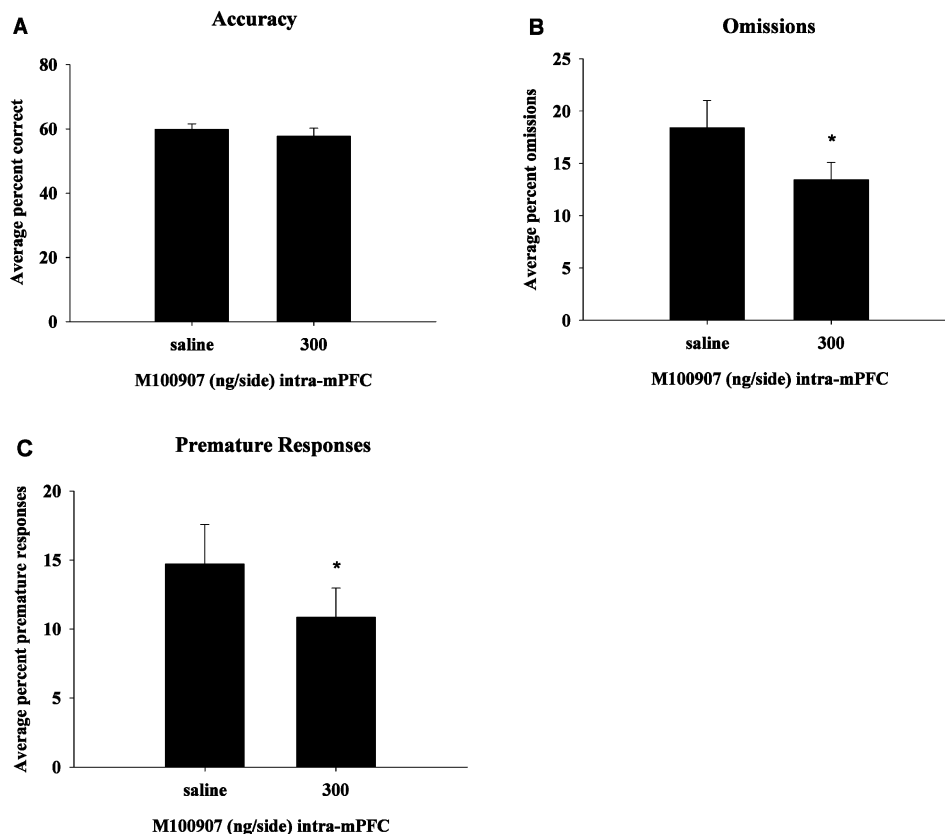 A
Accuracy
Average percent correct
80
60
40
20
0
saline 300
M100907 (ng/side) intra-mPFC
B
Omissions
Average percent omissions
25
20
15
10
5
0
*
saline 300
M100907 (ng/side) intra-mPFC
C
Premature Responses
Average percent premature responses
20
15
10
5
0
*
saline 300
M100907 (ng/side) intra-mPFC